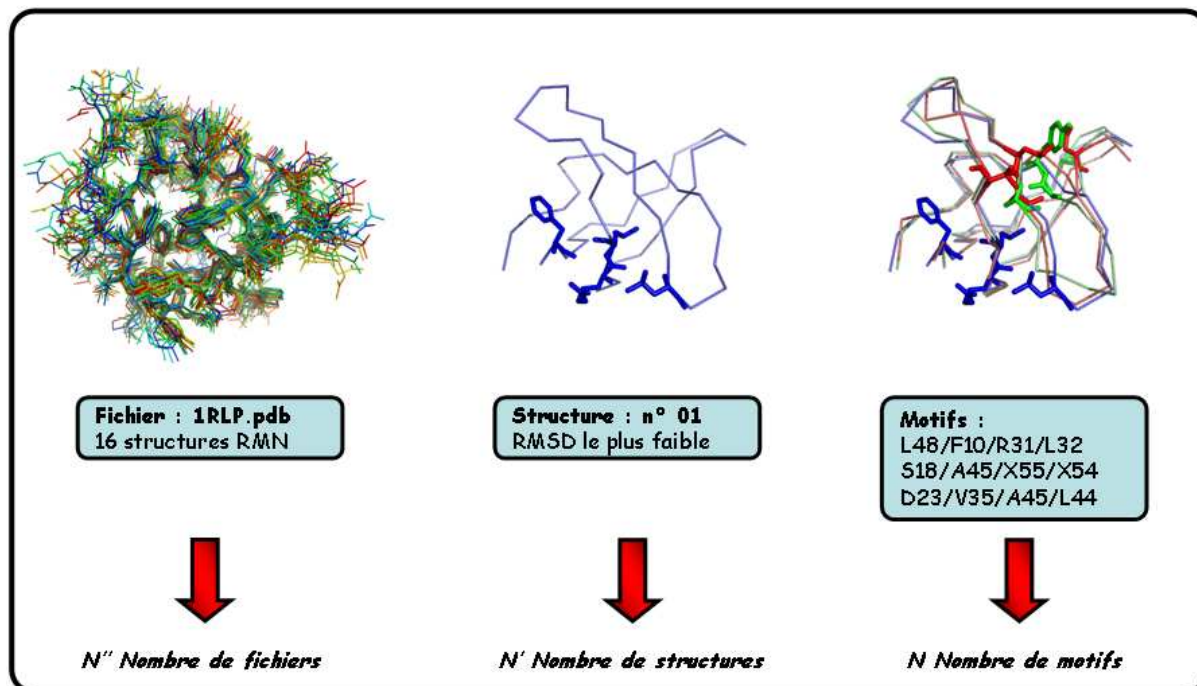 Fichier : 1RLP.pdb
16 structures RMN
Structure : n° 01
RMSD le plus faible
Motifs :
L48/F10/R31/L32
S18/A45/X55/X54
D23/V35/A45/L44
N'' Nombre de fichiers
N' Nombre de structures
N Nombre de motifs